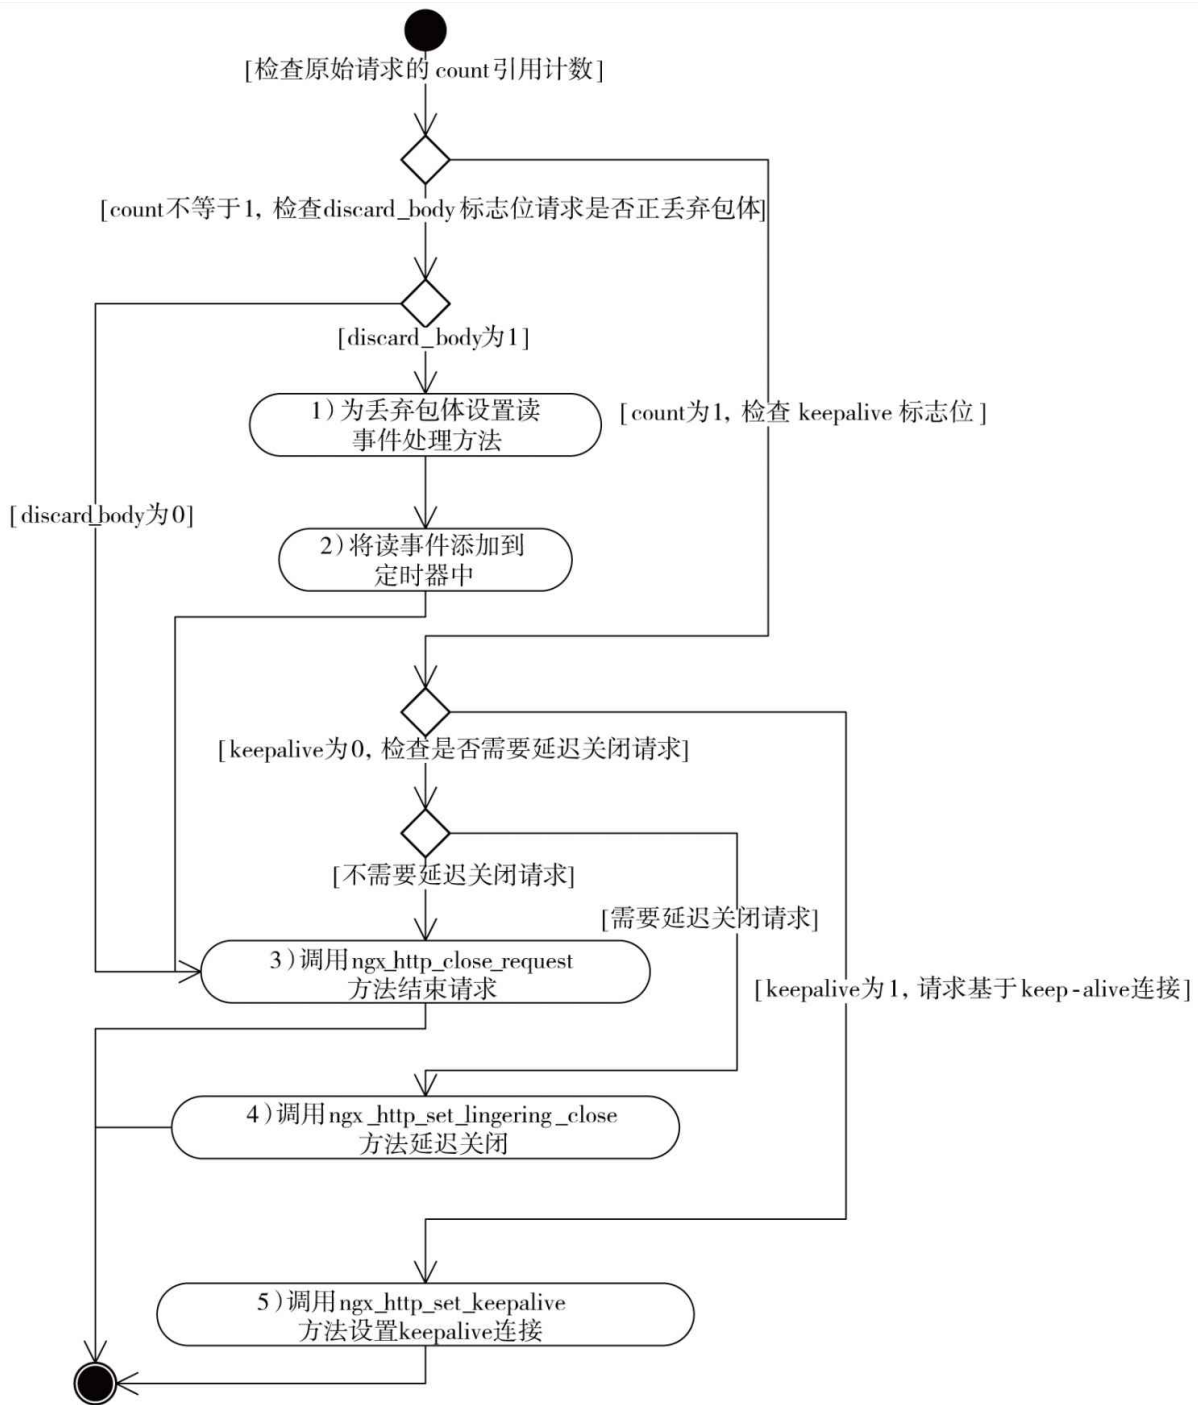 [检查原始请求的 count引用计数]
[count不等于1, 检查discard_body 标志位请求是否正丢弃包体]
[discard_body为1]
1)为丢弃包体设置读
事件处理方法
[count为1, 检查 keepalive 标志位]
[discard_body为0]
2)将读事件添加到
定时器中
[keepalive为0, 检查是否需要延迟关闭请求]
[不需要延迟关闭请求]
[需要延迟关闭请求]
3)调用ngx_http_close_request
方法结束请求
[keepalive为1, 请求基于keep-alive连接]
4)调用ngx_http_set_lingering_close
方法延迟关闭
5)调用ngx_http_set_keepalive
方法设置keepalive连接